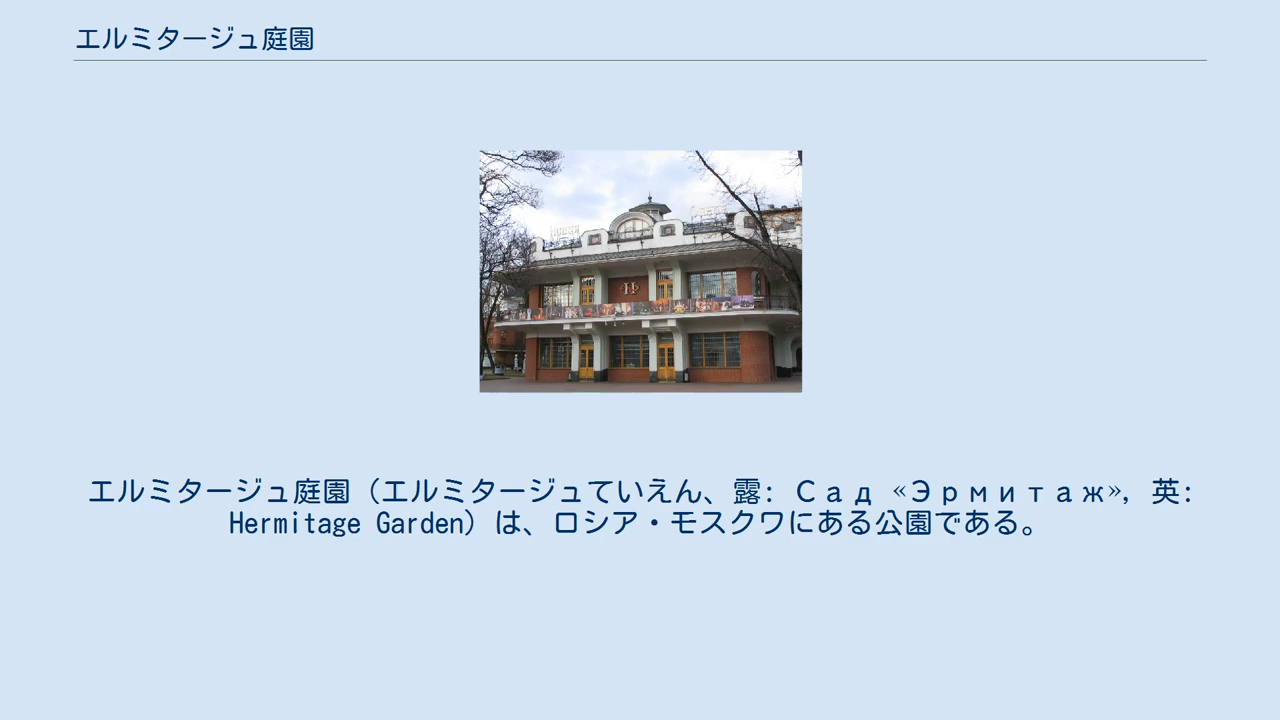 エルミタージュ庭園
エルミタージュ庭園（エルミタージュていえん、露: Сад «Эрмитаж», 英:
Hermitage Garden）は、ロシア・モスクワにある公園である。